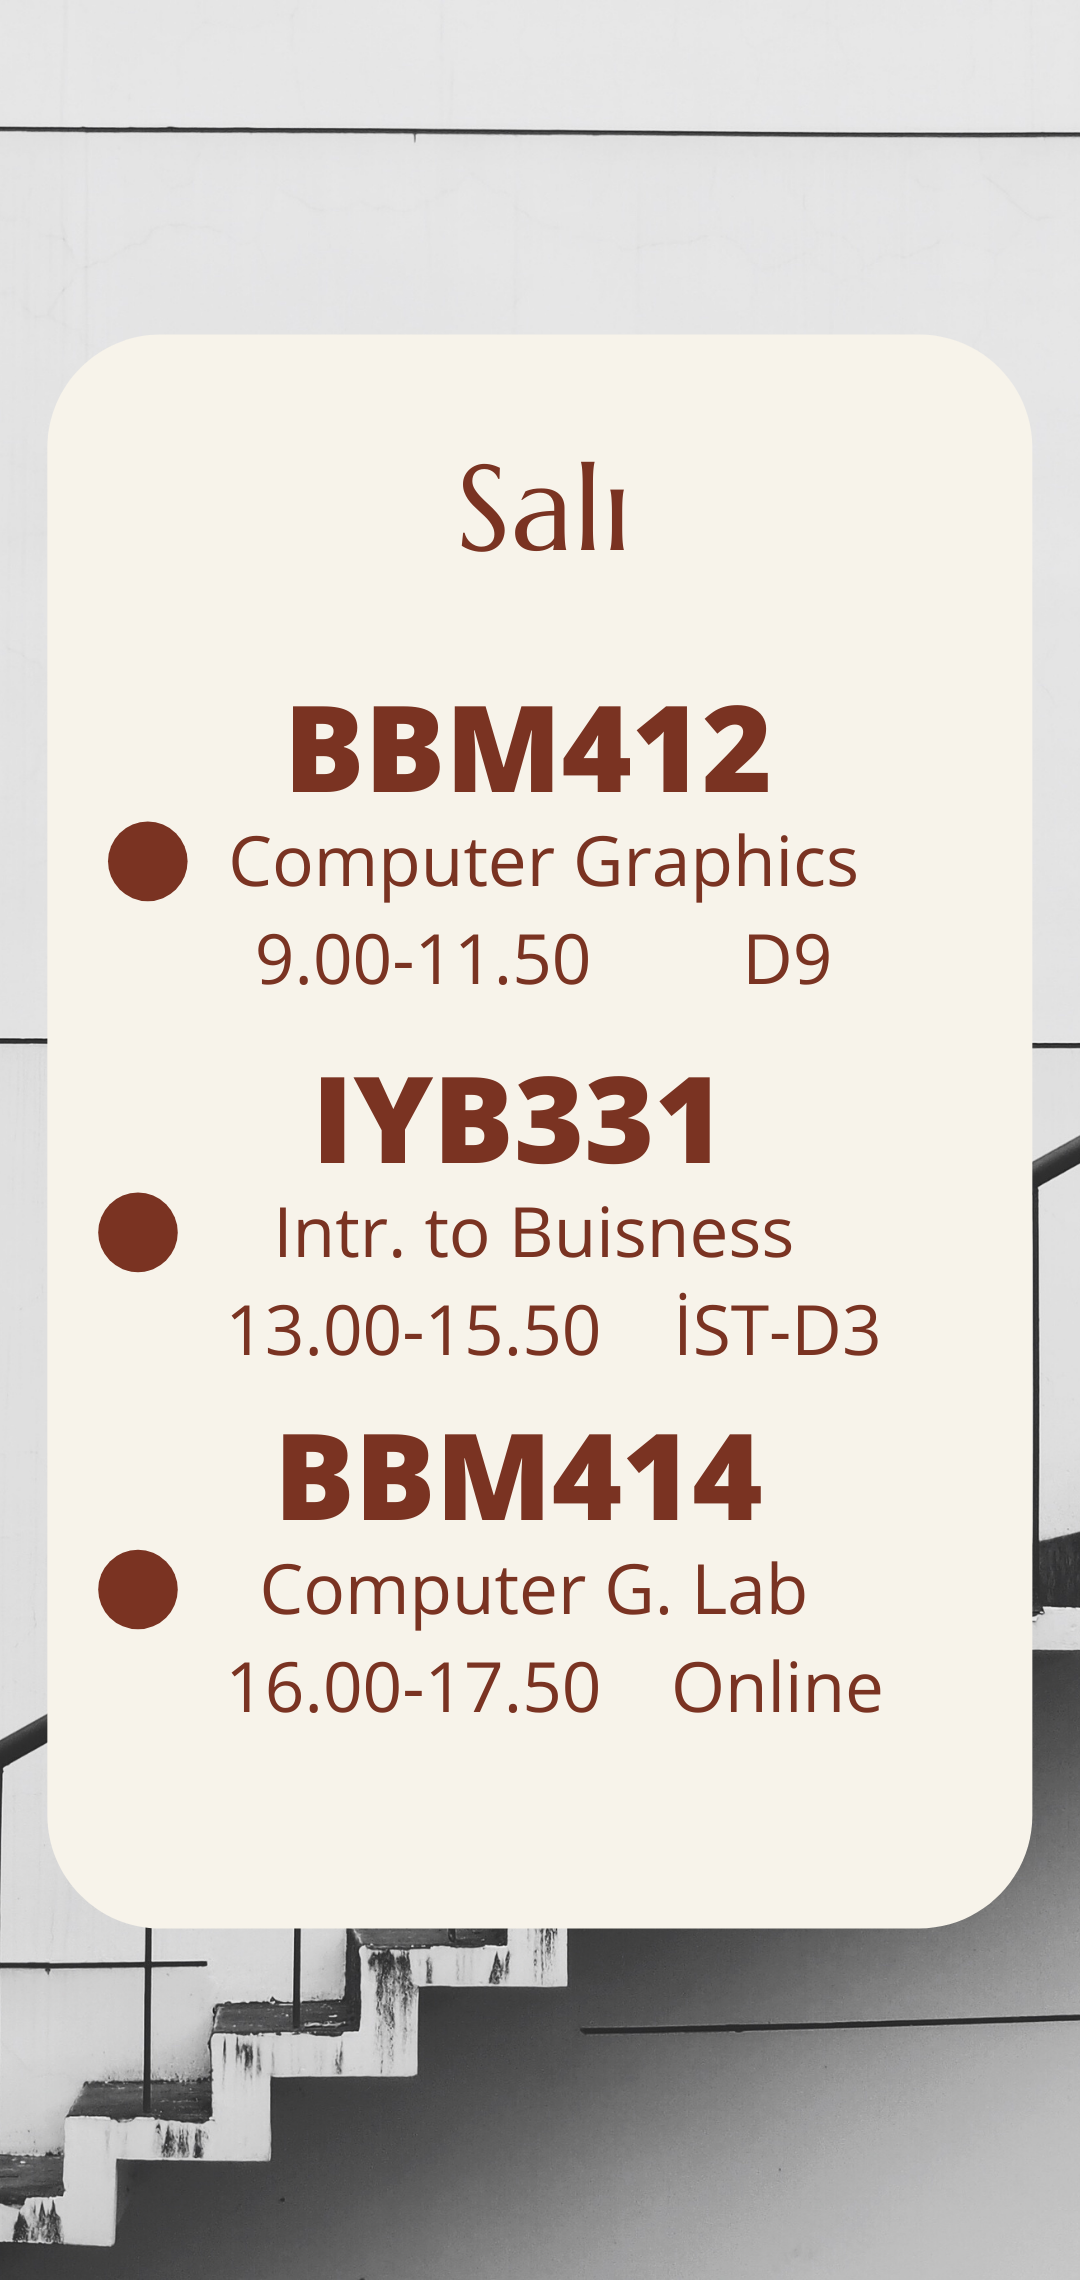 Salı
BBM412
Computer Graphics
9.00-11.50 D9
IYB331
Intr. to Buisness
13.00-15.50 İST-D3
BBM414
Computer G. Lab
16.00-17.50 Online